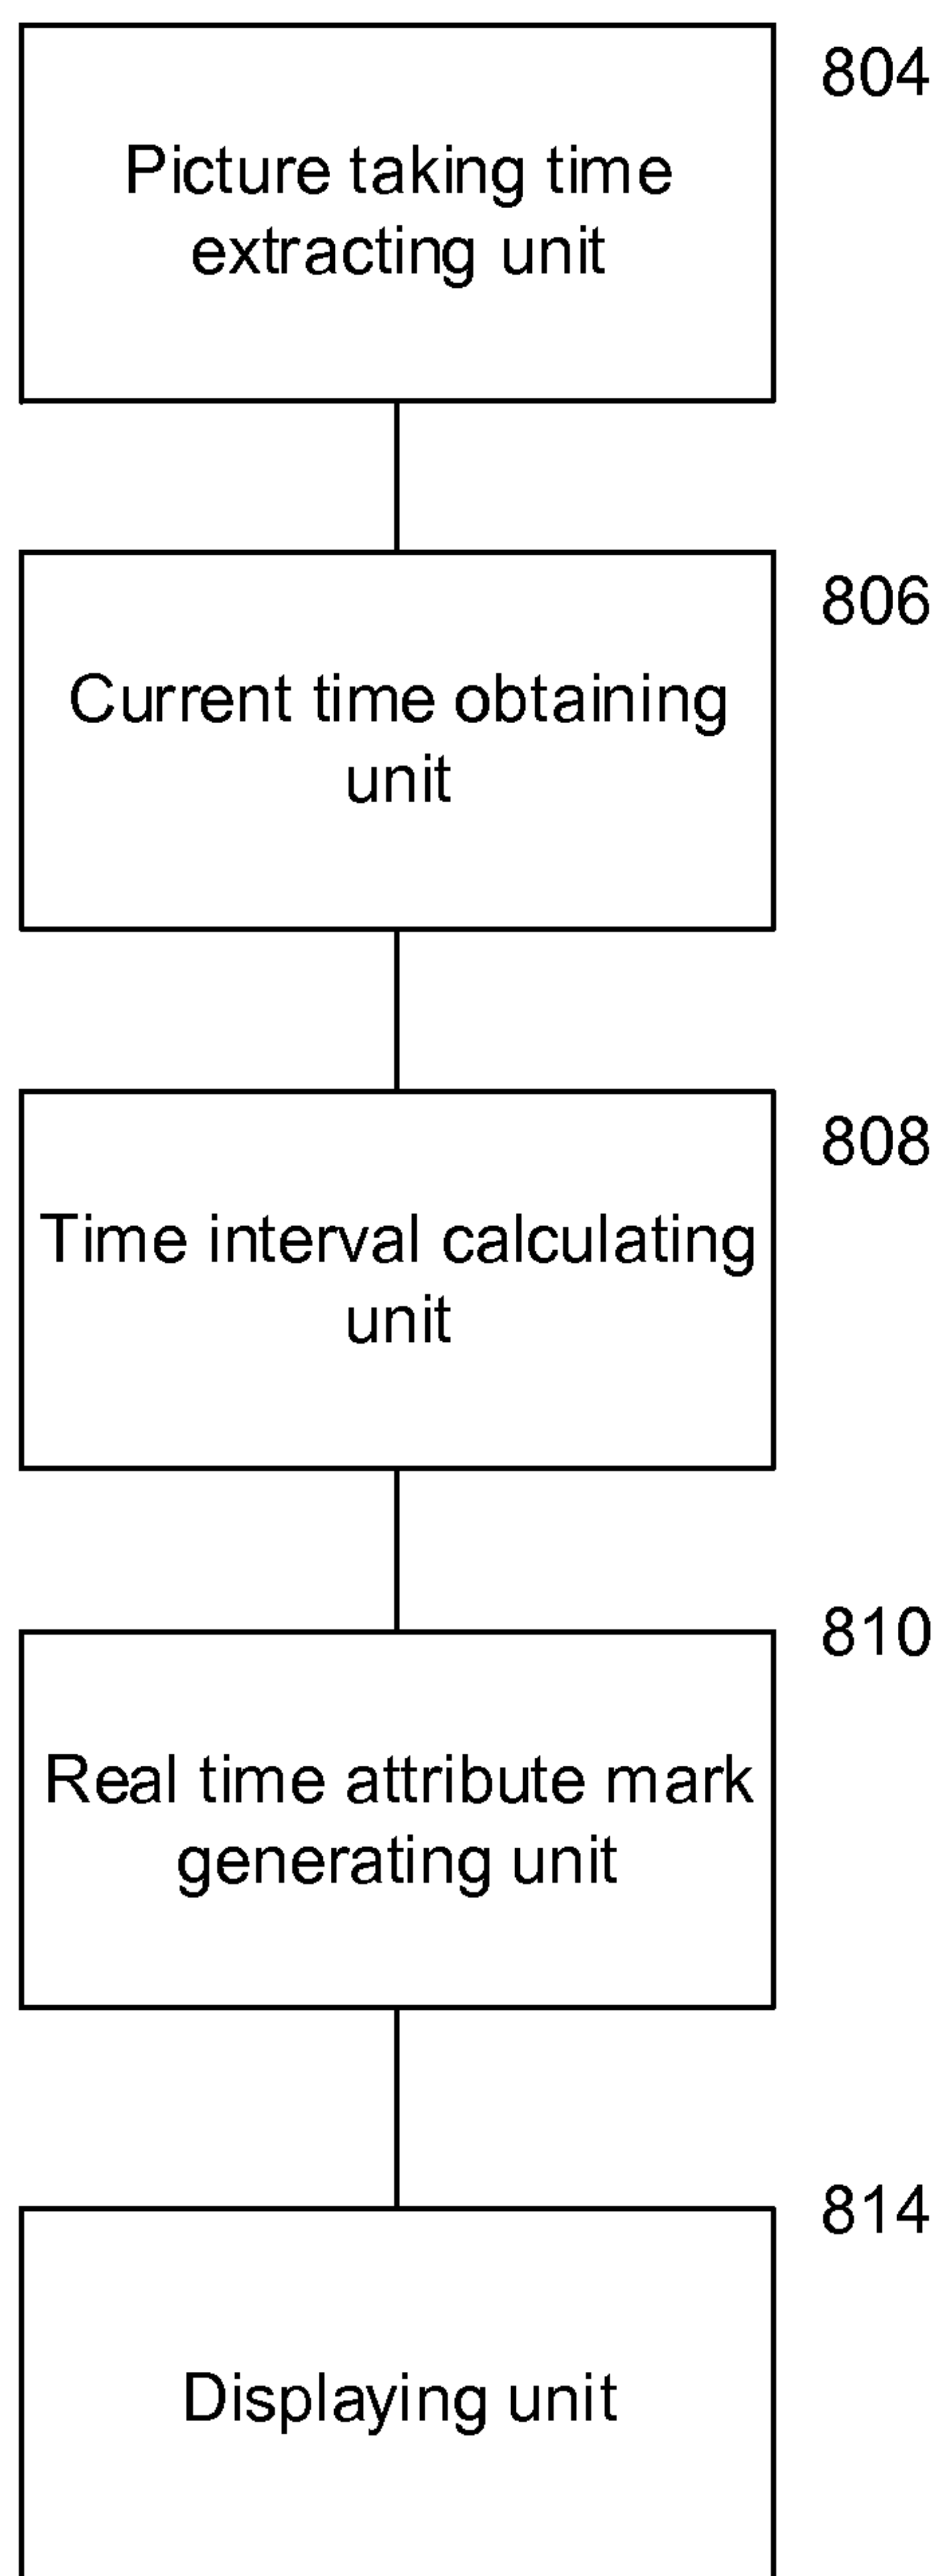 804
Picture taking time
extracting unit
806
Current time obtaining
unit
808
Time interval calculating
unit
810
Real time attribute mark
generating unit
814
Displaying unit